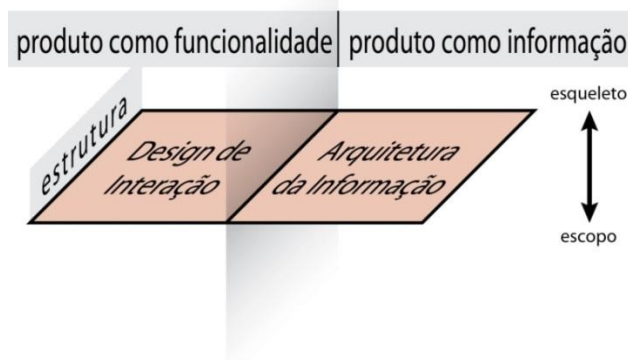 produto como funcionalidade
produto como informação
esqueleto
estrutura
Design de
Interação
Arquitetura
da Informação
escopo